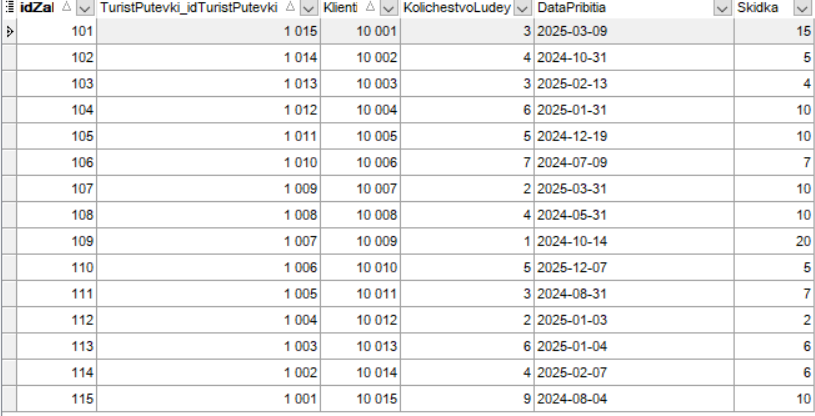 idZal TuristPutevki_idTuristPutevki Klienti KolichestvoLudey DataPribitia Skidka
101 1 015 10 001 3 2025-03-09 15
102 1 014 10 002 4 2024-10-31 5
103 1 013 10 003 3 2025-02-13 4
104 1 012 10 004 6 2025-01-31 10
105 1 011 10 005 5 2024-12-19 10
106 1 010 10 006 7 2024-07-09 7
107 1 009 10 007 2 2025-03-31 10
108 1 008 10 008 4 2024-05-31 10
109 1 007 10 009 1 2024-10-14 20
110 1 006 10 010 5 2025-12-07 5
111 1 005 10 011 3 2024-08-31 7
112 1 004 10 012 2 2025-01-03 2
113 1 003 10 013 6 2025-01-04 6
114 1 002 10 014 4 2025-02-07 6
115 1 001 10 015 9 2024-08-04 10